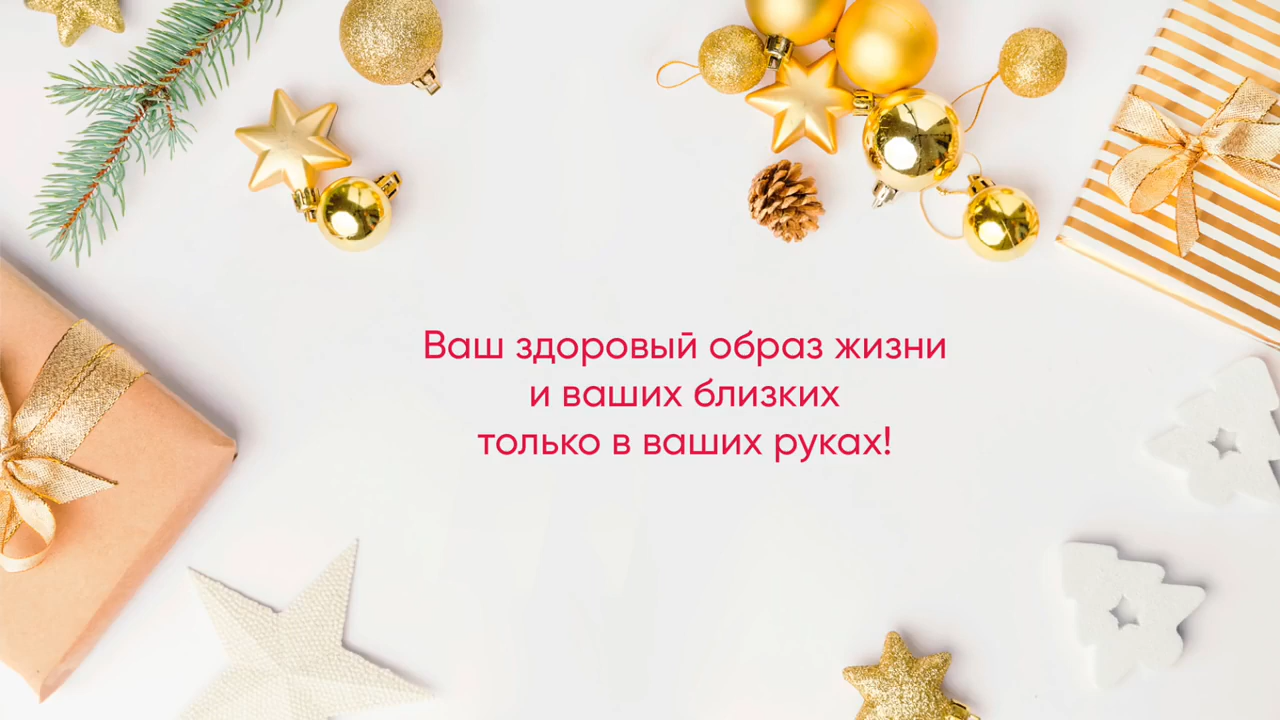 Ваш здоровый образ жизни
и ваших близких
только в ваших руках!